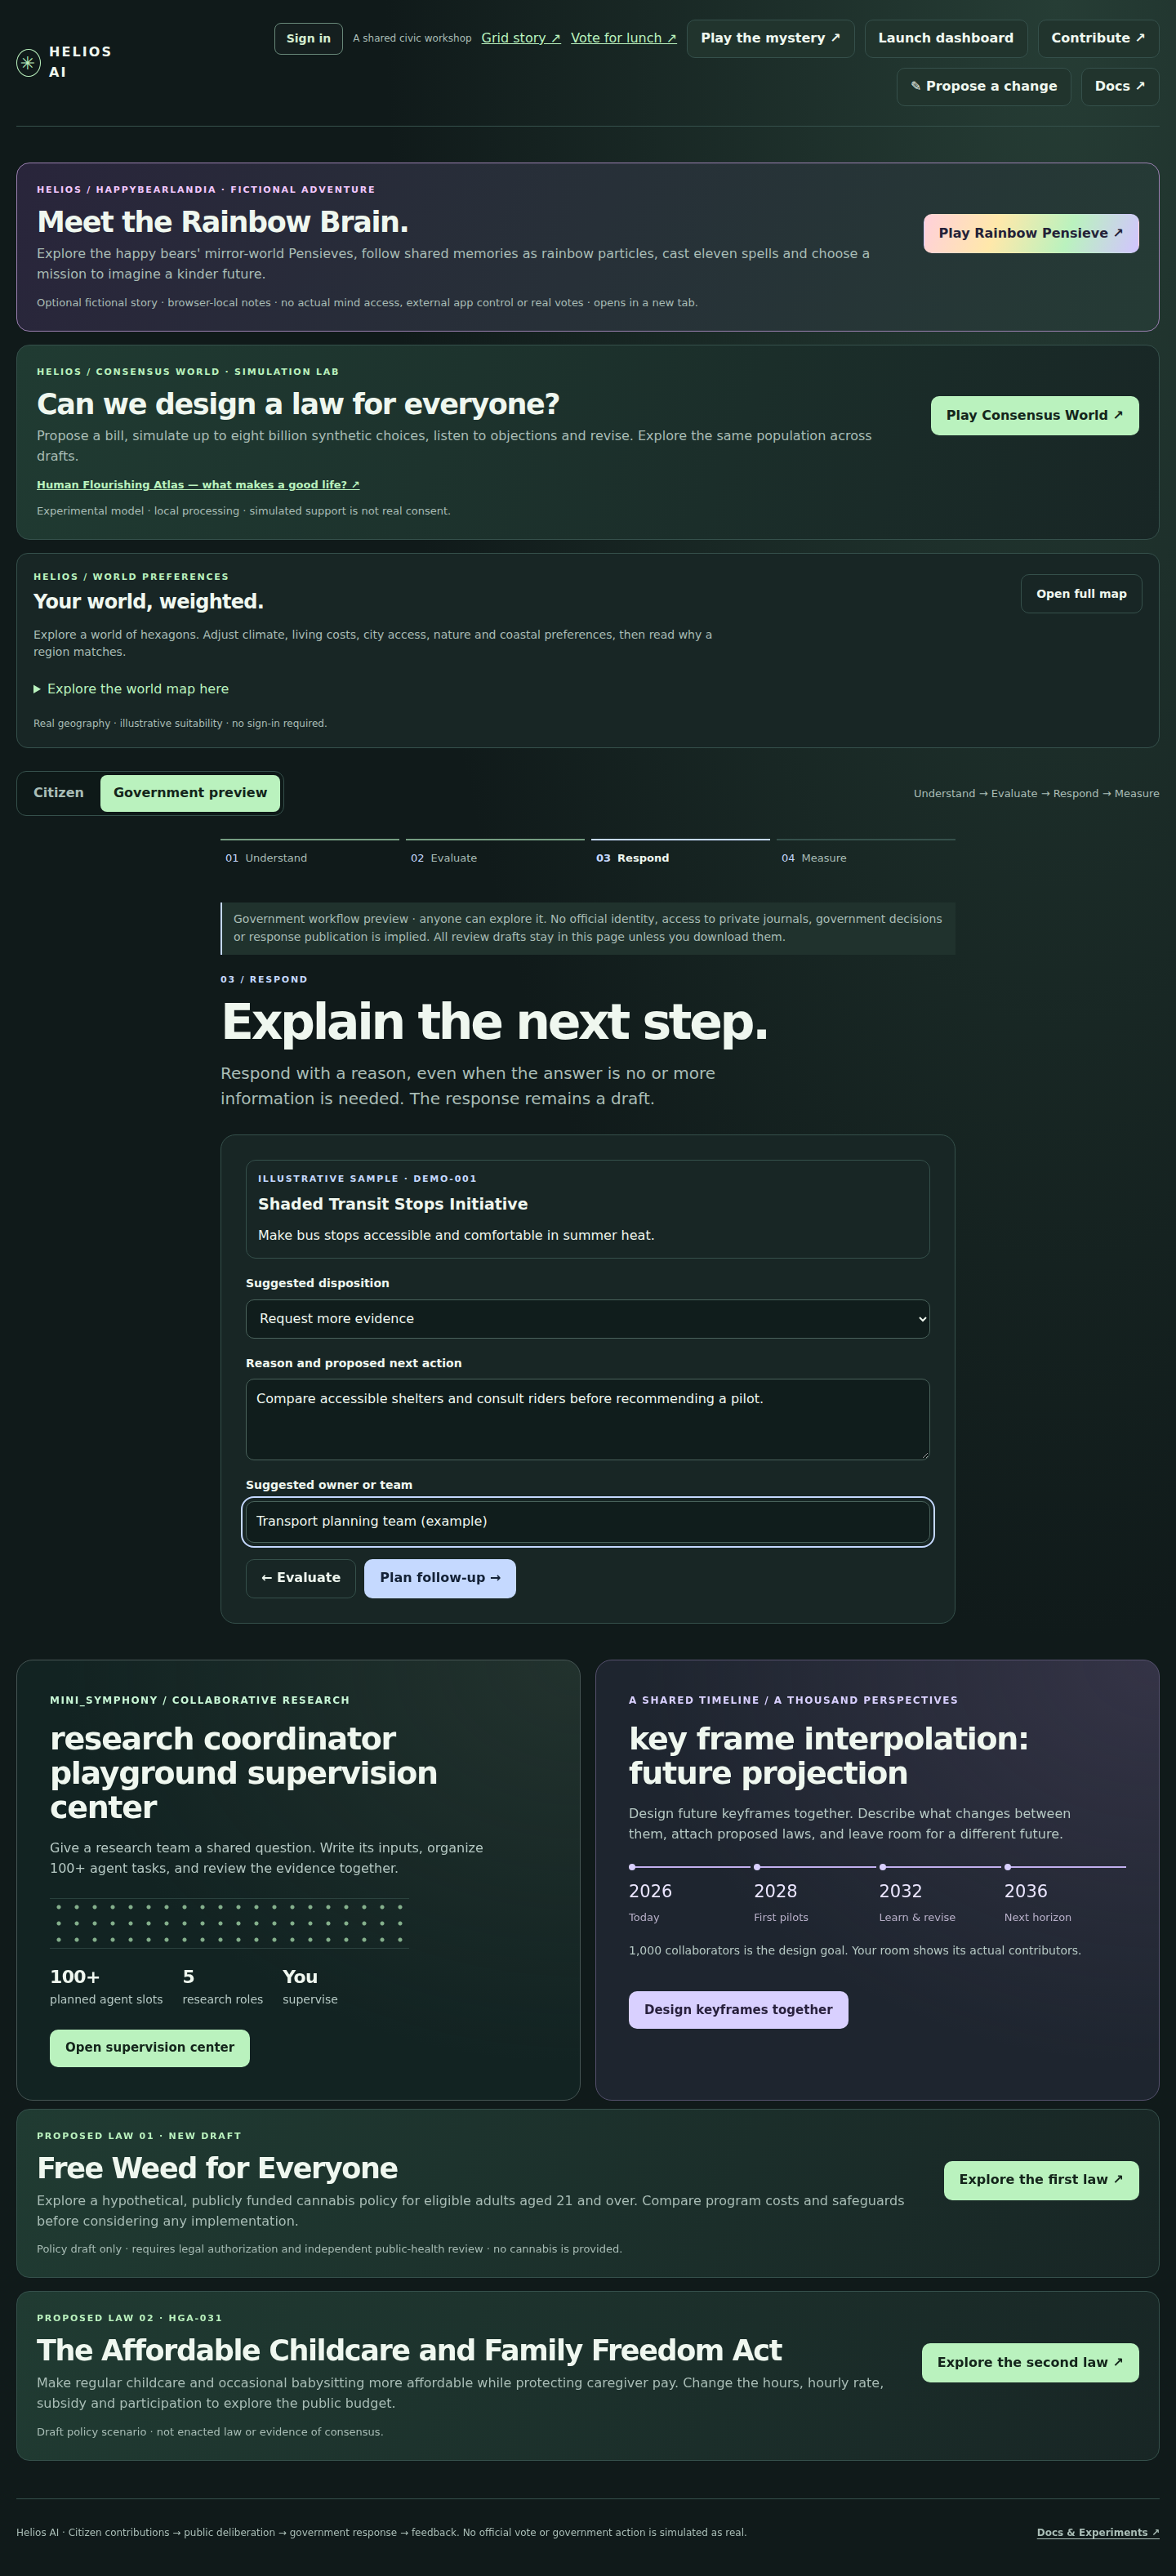 HELIOS
AI
Sign in
A shared civic workshop
Grid story ↗
Vote for lunch ↗
Play the mystery ↗
Launch dashboard
Contribute ↗
✎ Propose a change
Docs ↗
HELIOS / HAPPYBEARLANDIA · FICTIONAL ADVENTURE
Meet the Rainbow Brain.
Explore the happy bears' mirror-world Pensieves, follow shared memories as rainbow particles, cast eleven spells and choose a
mission to imagine a kinder future.
Optional fictional story · browser-local notes · no actual mind access, external app control or real votes · opens in a new tab.
Play Rainbow Pensieve ↗
HELIOS / CONSENSUS WORLD · SIMULATION LAB
Can we design a law for everyone?
Propose a bill, simulate up to eight billion synthetic choices, listen to objections and revise. Explore the same population across
drafts.
Human Flourishing Atlas — what makes a good life? ↗
Experimental model · local processing · simulated support is not real consent.
Play Consensus World ↗
HELIOS / WORLD PREFERENCES
Your world, weighted.
Explore a world of hexagons. Adjust climate, living costs, city access, nature and coastal preferences, then read why a
region matches.
▶ Explore the world map here
Real geography · illustrative suitability · no sign-in required.
Open full map
Citizen
Government preview
Understand → Evaluate → Respond → Measure
01 Understand
02 Evaluate
03 Respond
04 Measure
Government workflow preview · anyone can explore it. No official identity, access to private journals, government decisions
or response publication is implied. All review drafts stay in this page unless you download them.
03 / RESPOND
Explain the next step.
Respond with a reason, even when the answer is no or more
information is needed. The response remains a draft.
ILLUSTRATIVE SAMPLE · DEMO-001
Shaded Transit Stops Initiative
Make bus stops accessible and comfortable in summer heat.
Suggested disposition
Request more evidence
Reason and proposed next action
Compare accessible shelters and consult riders before recommending a pilot.
Suggested owner or team
Transport planning team (example)
← Evaluate
Plan follow-up →
MINI_SYMPHONY / COLLABORATIVE RESEARCH
research coordinator
playground supervision
center
Give a research team a shared question. Write its inputs, organize
100+ agent tasks, and review the evidence together.
100+
planned agent slots
5
research roles
You
supervise
Open supervision center
A SHARED TIMELINE / A THOUSAND PERSPECTIVES
key frame interpolation:
future projection
Design future keyframes together. Describe what changes between
them, attach proposed laws, and leave room for a different future.
2026
Today
2028
First pilots
2032
Learn & revise
2036
Next horizon
1,000 collaborators is the design goal. Your room shows its actual contributors.
Design keyframes together
PROPOSED LAW 01 · NEW DRAFT
Free Weed for Everyone
Explore a hypothetical, publicly funded cannabis policy for eligible adults aged 21 and over. Compare program costs and safeguards
before considering any implementation.
Policy draft only · requires legal authorization and independent public-health review · no cannabis is provided.
Explore the first law ↗
PROPOSED LAW 02 · HGA-031
The Affordable Childcare and Family Freedom Act
Make regular childcare and occasional babysitting more affordable while protecting caregiver pay. Change the hours, hourly rate,
subsidy and participation to explore the public budget.
Draft policy scenario · not enacted law or evidence of consensus.
Explore the second law ↗
Helios AI · Citizen contributions → public deliberation → government response → feedback. No official vote or government action is simulated as real.
Docs & Experiments ↗